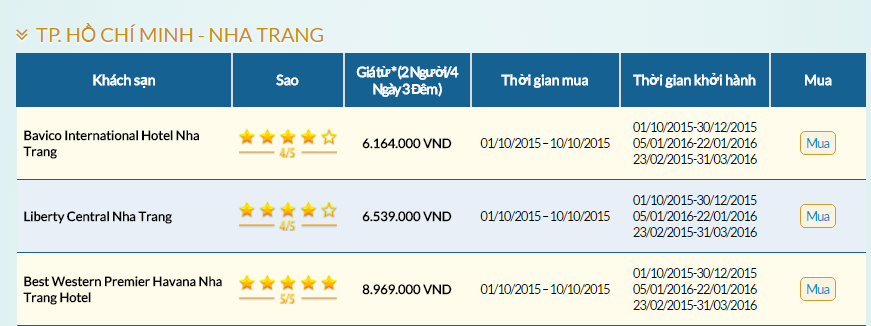 TP. HỒ CHÍ MINH - NHA TRANG
Khách sạn
Sao
Giá từ * (2 Người/4
Ngày 3 Đêm)
Thời gian mua
Thời gian khởi hành
Mua
Bavico International Hotel Nha
Trang
4/5
6.164.000 VND
01/10/2015 – 10/10/2015
01/10/2015-30/12/2015
05/01/2016-22/01/2016
23/02/2015-31/03/2016
Mua
Liberty Central Nha Trang
4/5
6.539.000 VND
01/10/2015 – 10/10/2015
01/10/2015-30/12/2015
05/01/2016-22/01/2016
23/02/2015-31/03/2016
Mua
Best Western Premier Havana Nha
Trang Hotel
5/5
8.969.000 VND
01/10/2015 – 10/10/2015
01/10/2015-30/12/2015
05/01/2016-22/01/2016
23/02/2015-31/03/2016
Mua